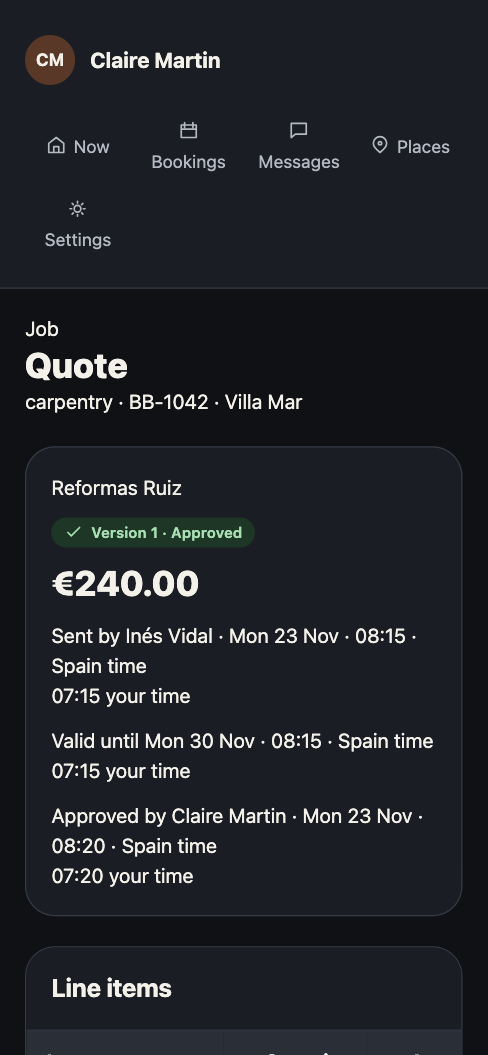 CM
Claire Martin
Now
Bookings
Messages
Places
Settings
Job
Quote
carpentry · BB-1042 · Villa Mar
Reformas Ruiz
Version 1 · Approved
€240.00
Sent by Inés Vidal · Mon 23 Nov · 08:15 ·
Spain time
07:15 your time
Valid until Mon 30 Nov · 08:15 · Spain time
07:15 your time
Approved by Claire Martin · Mon 23 Nov ·
08:20 · Spain time
07:20 your time
Line items